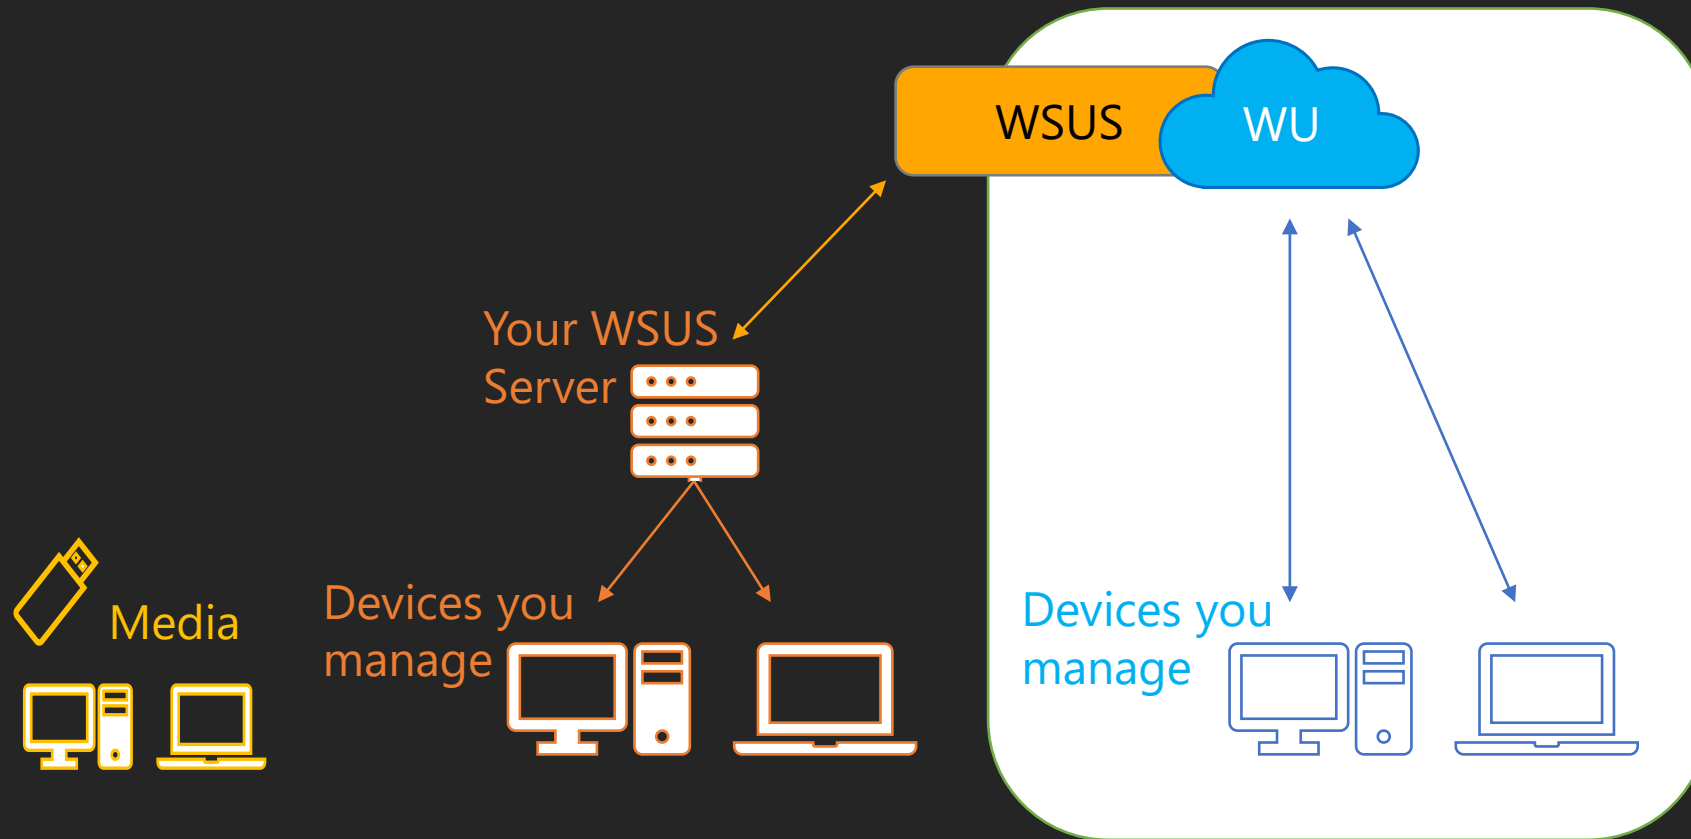 WSUS
WU
Your WSUS
Server
Media
Devices you
manage
Devices you
manage